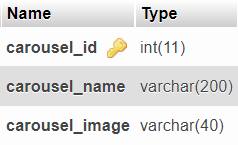 Name Type
carousel_id int(11)
carousel_name varchar(200)
carousel_image varchar(40)